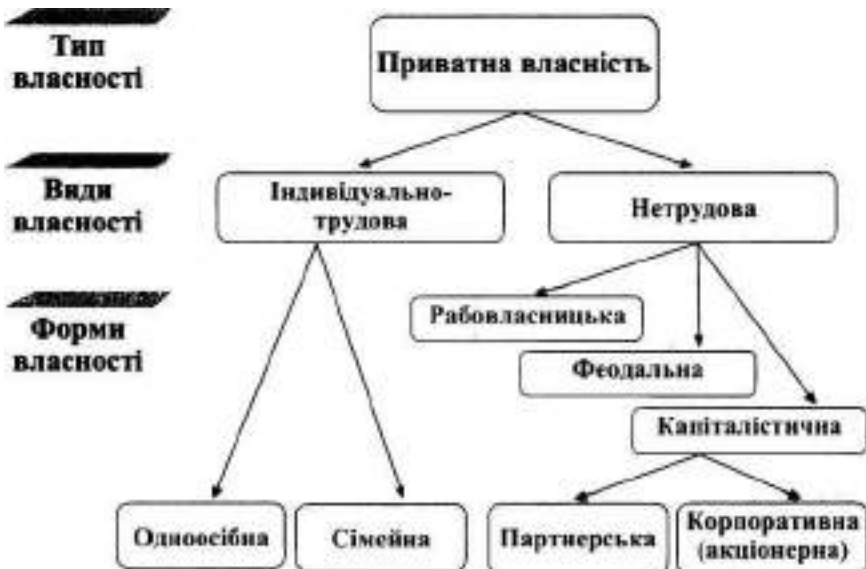 Тип
власності
Приватна власність
Види
власності
Індивідуально-
трудова
Нетрудова
Форми
власності
Рабовласницька
Феодальна
Капіталістична
Одноосібна
Сімейна
Партнерська
Корпоративна
(акціонерна)